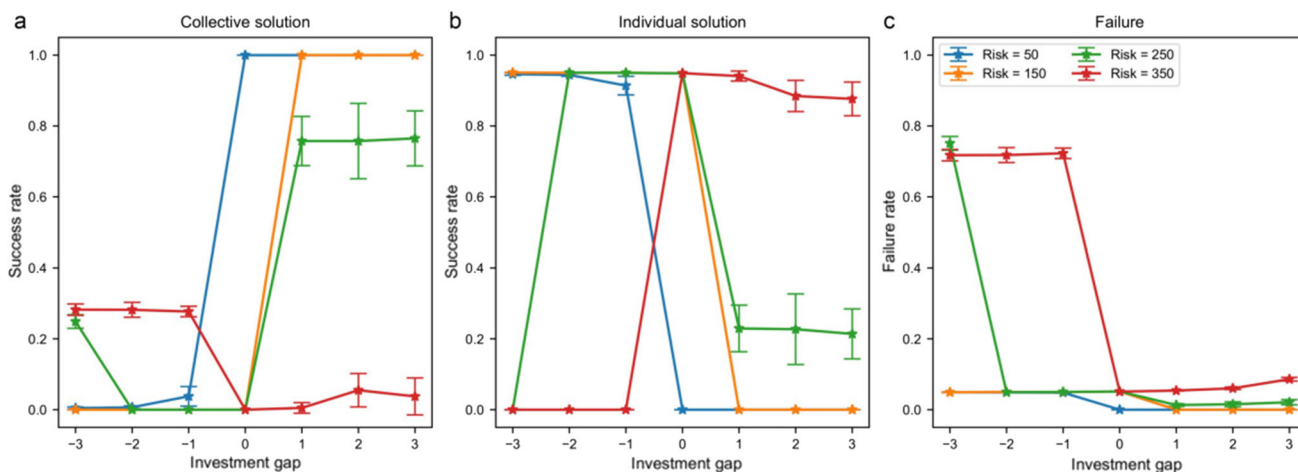 a
Collective solution
Success rate
1.0
0.8
0.6
0.4
0.2
0.0
−3 −2 −1 0 1 2 3
Investment gap
b
Individual solution
Success rate
1.0
0.8
0.6
0.4
0.2
0.0
−3 −2 −1 0 1 2 3
Investment gap
c
Failure
Risk = 50 Risk = 250
Risk = 150 Risk = 350
Failure rate
1.0
0.8
0.6
0.4
0.2
0.0
−3 −2 −1 0 1 2 3
Investment gap